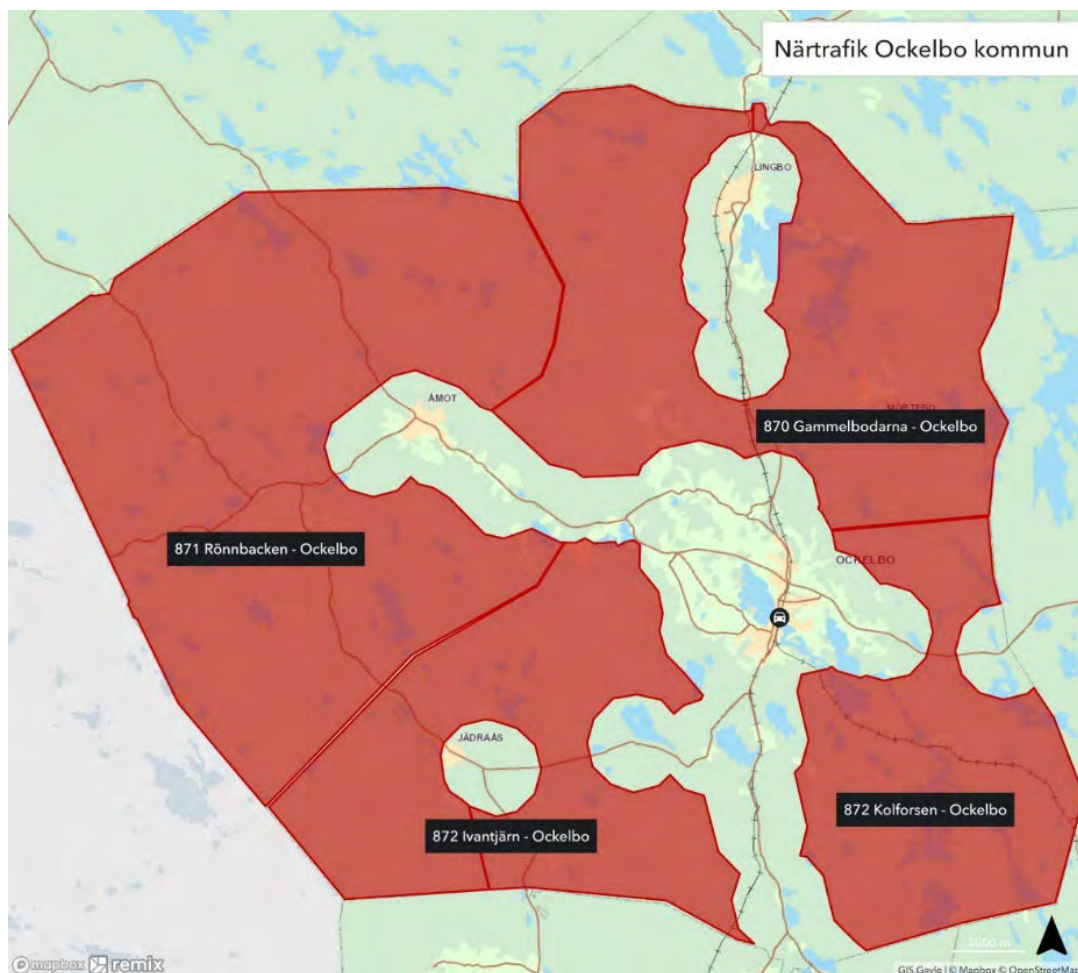 Närtrafik Ockelbo kommun
LINGBO
ÅMOT
MÖRTEBO
870 Gammelbodarna - Ockelbo
871 Rönnbacken - Ockelbo
OCKELBO
JÄDRAÅS
872 Ivantjärn - Ockelbo
872 Kolforsen - Ockelbo
mapbox remix
GIS Gävle | © Mapbox © OpenStreetMap